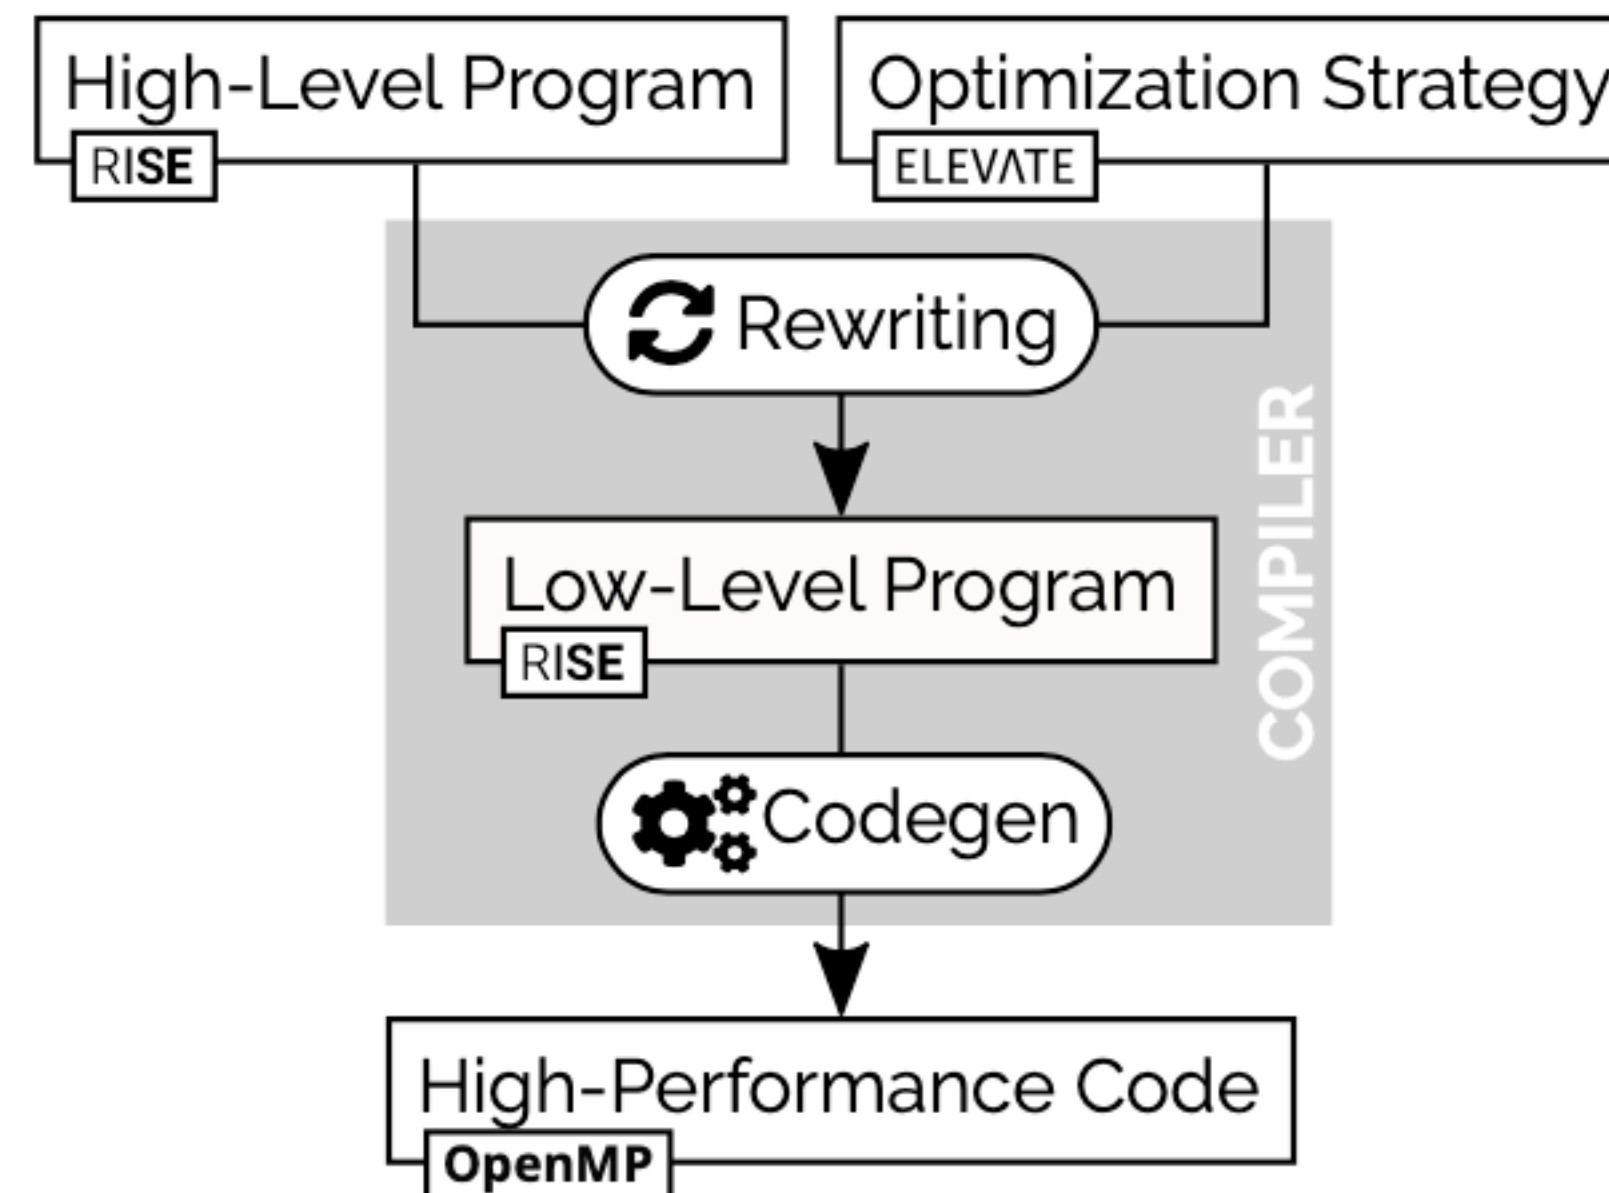 High-Level Program
RISE
Optimization Strategy
ELEVATE
Rewriting
Low-Level Program
RISE
COMPILER
Codegen
High-Performance Code
OpenMP